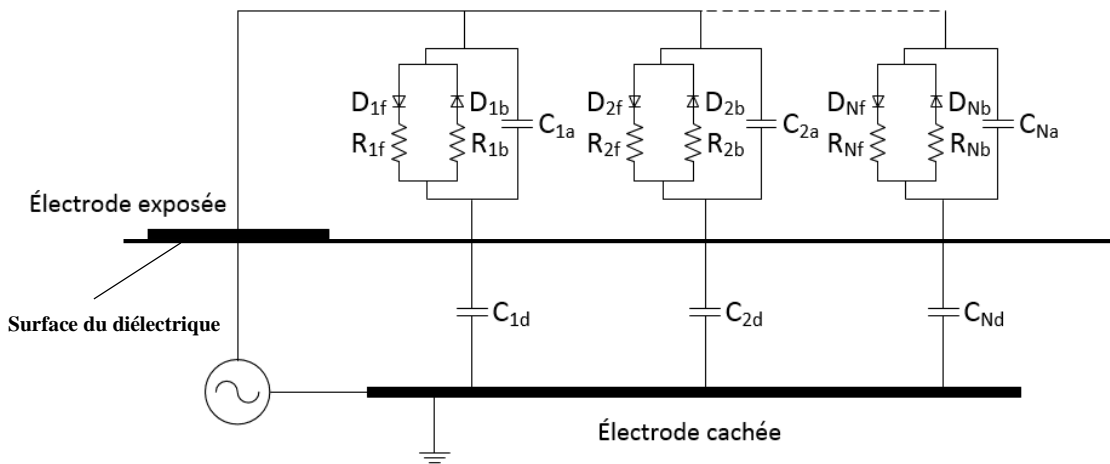 D1f D1b C1a D2f D2b C2a DNf DNb CNa
R1f R1b R2f R2b RNf RNb
Électrode exposée
Surface du diélectrique
C1d C2d CNd
Électrode cachée